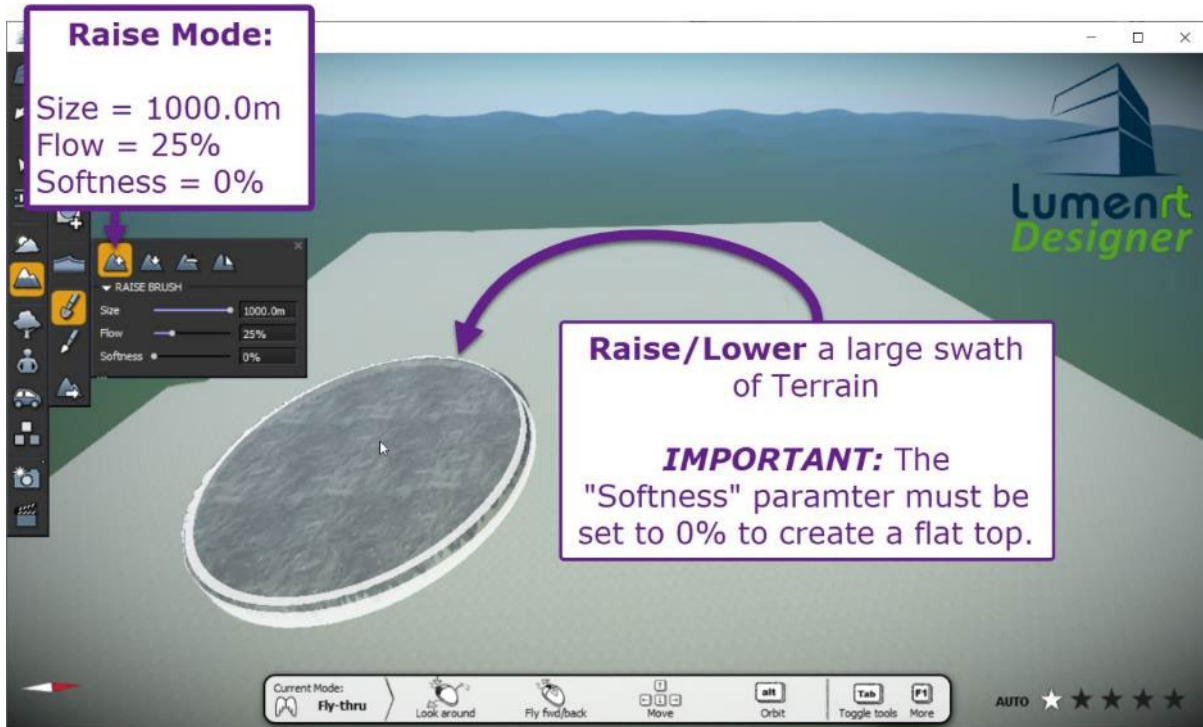 Raise Mode:
Size = 1000.0m
Flow = 25%
Softness = 0%
Lumenrt
Designer
RAISE BRUSH
Size 1000.0m
Flow 25%
Softness 0%
Raise/Lower a large swath
of Terrain
IMPORTANT: The
"Softness" paramter must be
set to 0% to create a flat top.
Current Mode:
Fly-thru
Look around
Fly fwd/back
Move
alt
Orbit
Tab
Toggle tools
F1
More
AUTO